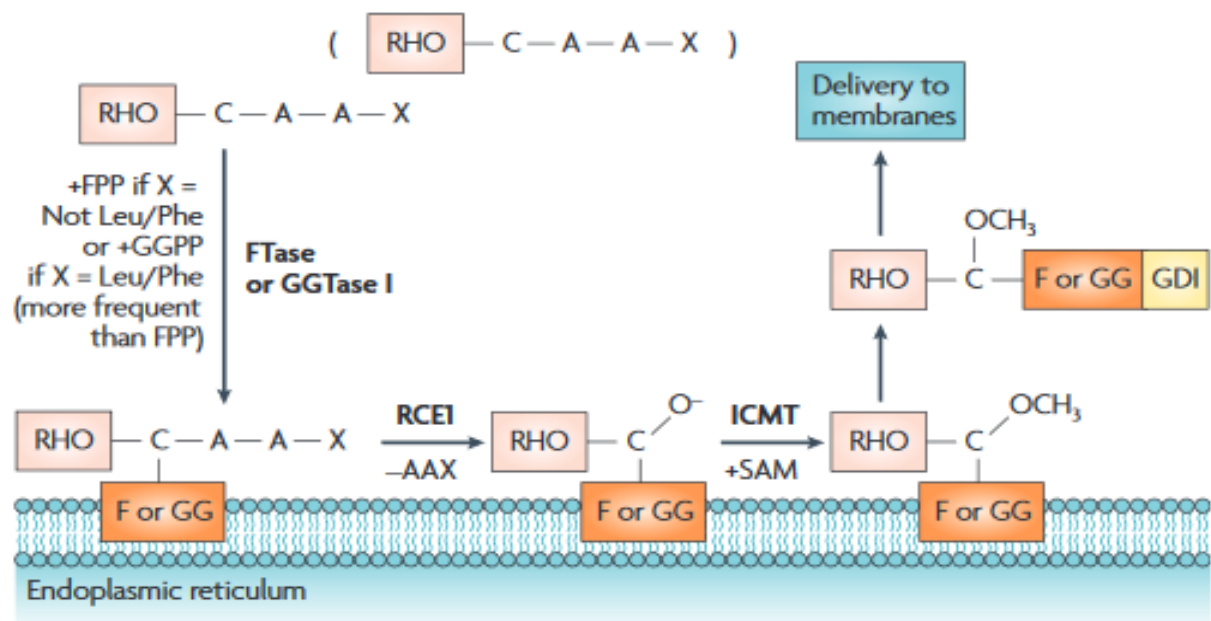 ( RHO — C — A — A — X )
RHO — C — A — A — X
+FPP if X =
Not Leu/Phe
or +GGPP
if X = Leu/Phe
(more frequent
than FPP)
FTase
or GGTase I
RHO — C — A — A — X
F or GG
RCE1
–AAX
RHO — C
O–
F or GG
ICMT
+SAM
RHO — C
OCH₃
F or GG
OCH₃
RHO — C — F or GG GDI
Delivery to
membranes
Endoplasmic reticulum